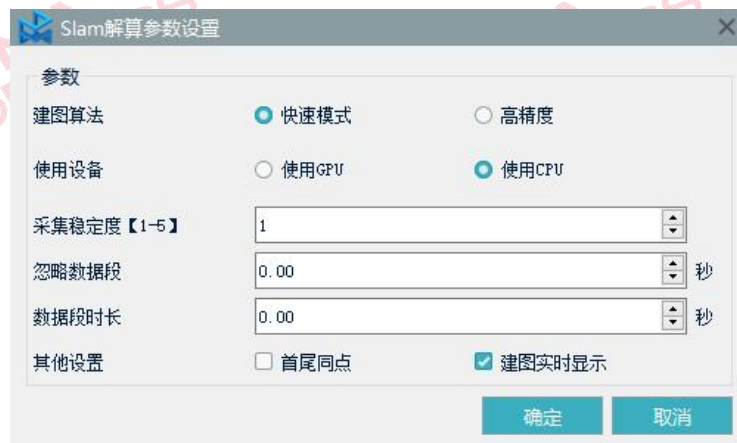 Slam解算参数设置
参数
建图算法 快速模式 高精度
使用设备 使用GPU 使用CPU
采集稳定度【1-5】 1
忽略数据段 0.00 秒
数据段时长 0.00 秒
其他设置 首尾同点 建图实时显示
确定 取消